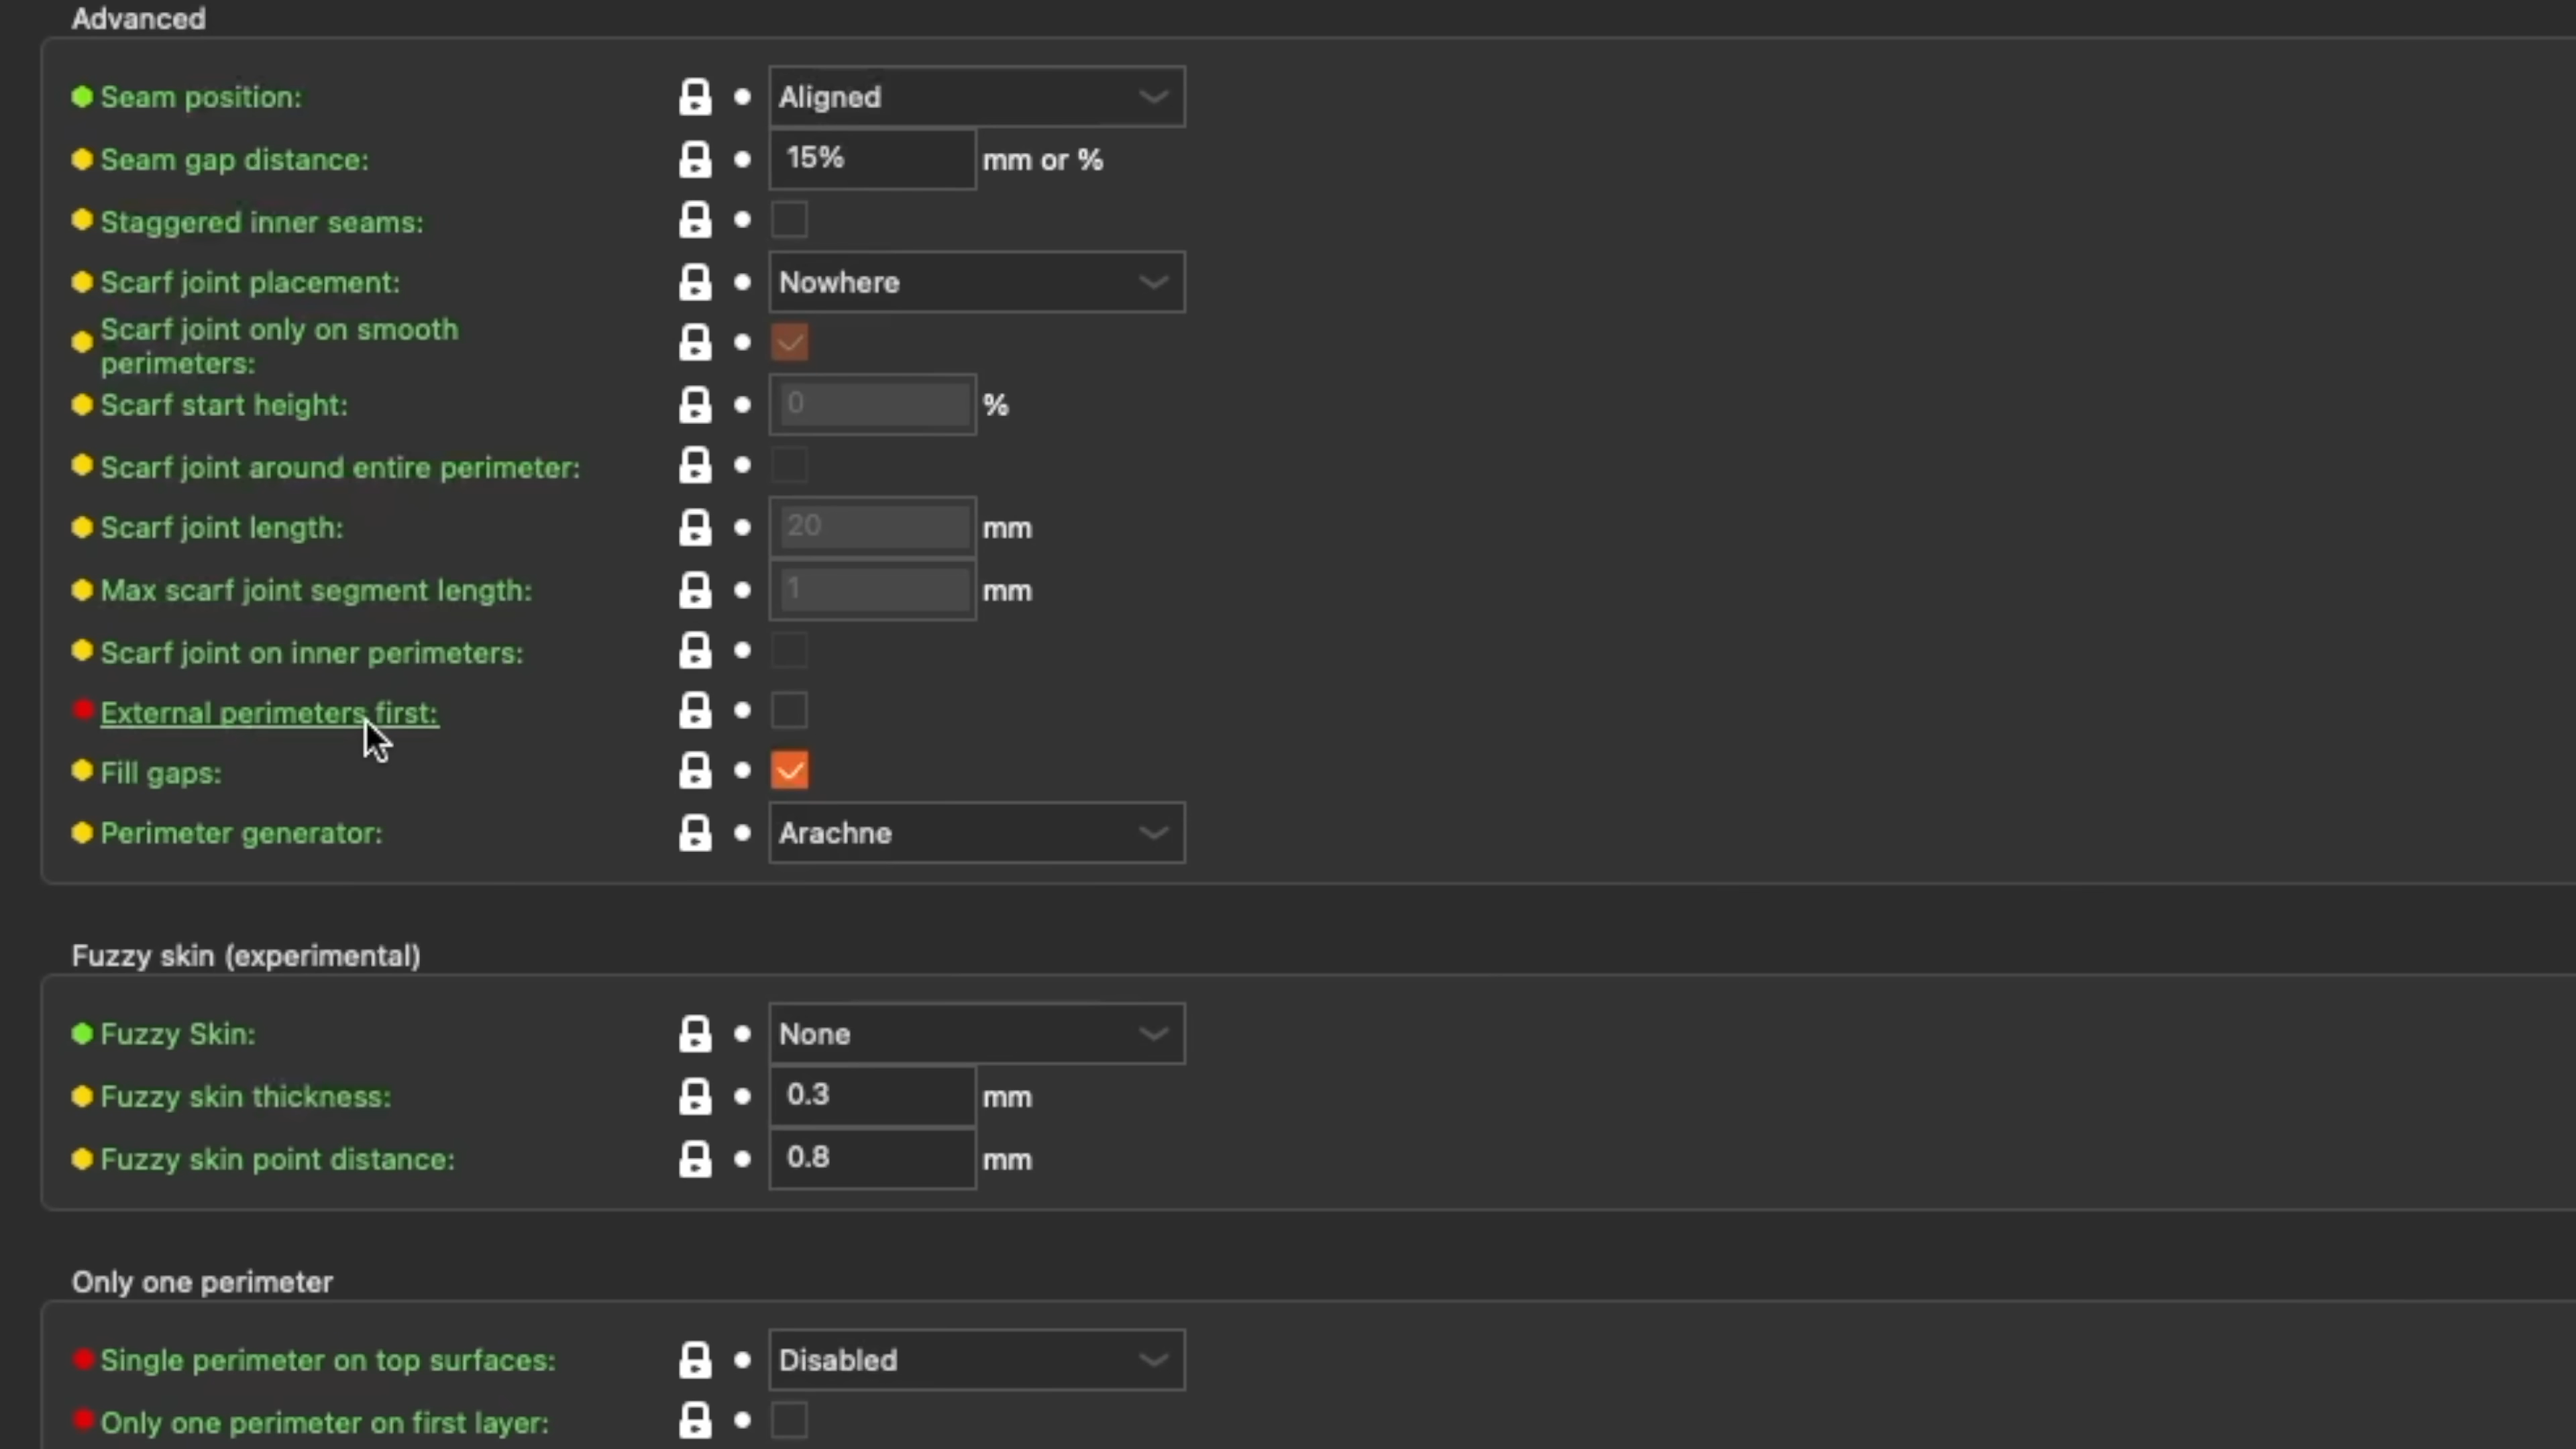 Advanced
Seam position: Aligned
Seam gap distance: 15% mm or %
Staggered inner seams:
Scarf joint placement: Nowhere
Scarf joint only on smooth
perimeters:
Scarf start height: 0 %
Scarf joint around entire perimeter:
Scarf joint length: 20 mm
Max scarf joint segment length: 1 mm
Scarf joint on inner perimeters:
External perimeters first:
Fill gaps:
Perimeter generator: Arachne
Fuzzy skin (experimental)
Fuzzy Skin: None
Fuzzy skin thickness: 0.3 mm
Fuzzy skin point distance: 0.8 mm
Only one perimeter
Single perimeter on top surfaces: Disabled
Only one perimeter on first layer: